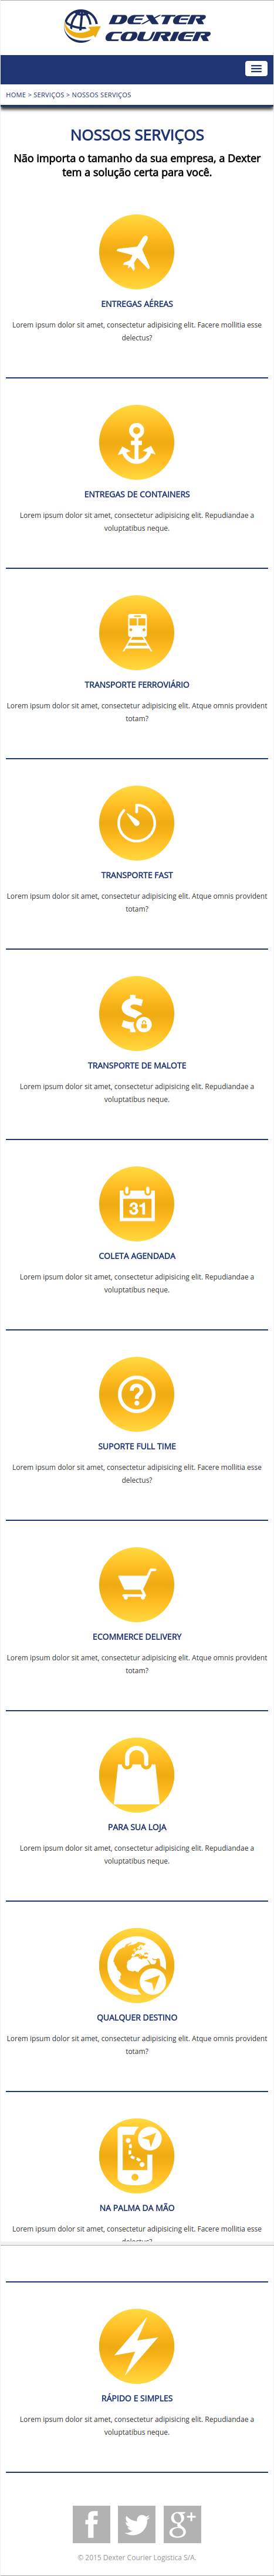 DEXTER
COURIER
HOME > SERVIÇOS > NOSSOS SERVIÇOS
NOSSOS SERVIÇOS
Não importa o tamanho da sua empresa, a Dexter
tem a solução certa para você.
ENTREGAS AÉREAS
Lorem ipsum dolor sit amet, consectetur adipisicing elit. Facere mollitia esse
delectus?
ENTREGAS DE CONTAINERS
Lorem ipsum dolor sit amet, consectetur adipisicing elit. Repudiandae a
voluptatibus neque.
TRANSPORTE FERROVIÁRIO
Lorem ipsum dolor sit amet, consectetur adipisicing elit. Atque omnis provident
totam?
TRANSPORTE FAST
Lorem ipsum dolor sit amet, consectetur adipisicing elit. Atque omnis provident
totam?
TRANSPORTE DE MALOTE
Lorem ipsum dolor sit amet, consectetur adipisicing elit. Repudiandae a
voluptatibus neque.
31
COLETA AGENDADA
Lorem ipsum dolor sit amet, consectetur adipisicing elit. Repudiandae a
voluptatibus neque.
?
SUPORTE FULL TIME
Lorem ipsum dolor sit amet, consectetur adipisicing elit. Facere mollitia esse
delectus?
ECOMMERCE DELIVERY
Lorem ipsum dolor sit amet, consectetur adipisicing elit. Atque omnis provident
totam?
PARA SUA LOJA
Lorem ipsum dolor sit amet, consectetur adipisicing elit. Repudiandae a
voluptatibus neque.
QUALQUER DESTINO
Lorem ipsum dolor sit amet, consectetur adipisicing elit. Atque omnis provident
totam?
NA PALMA DA MÃO
Lorem ipsum dolor sit amet, consectetur adipisicing elit. Facere mollitia esse
RÁPIDO E SIMPLES
Lorem ipsum dolor sit amet, consectetur adipisicing elit. Repudiandae a
voluptatibus neque.
f g+
© 2015 Dexter Courier Logistica S/A.